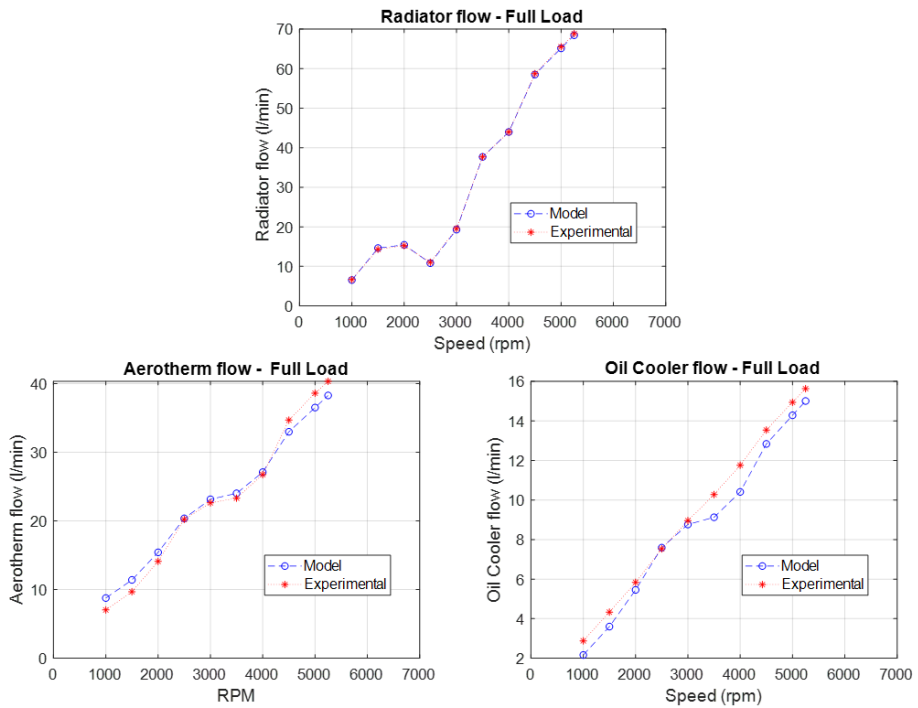 Radiator flow - Full Load
70
60
50
40
30
20
10
0
Radiator flow (l/min)
Model
Experimental
0 1000 2000 3000 4000 5000 6000 7000
Speed (rpm)
Aerotherm flow - Full Load
40
30
20
10
0
Aerotherm flow (l/min)
Model
Experimental
0 1000 2000 3000 4000 5000 6000 7000
RPM
Oil Cooler flow - Full Load
16
14
12
10
8
6
4
2
Oil Cooler flow (l/min)
Model
Experimental
0 1000 2000 3000 4000 5000 6000 7000
Speed (rpm)